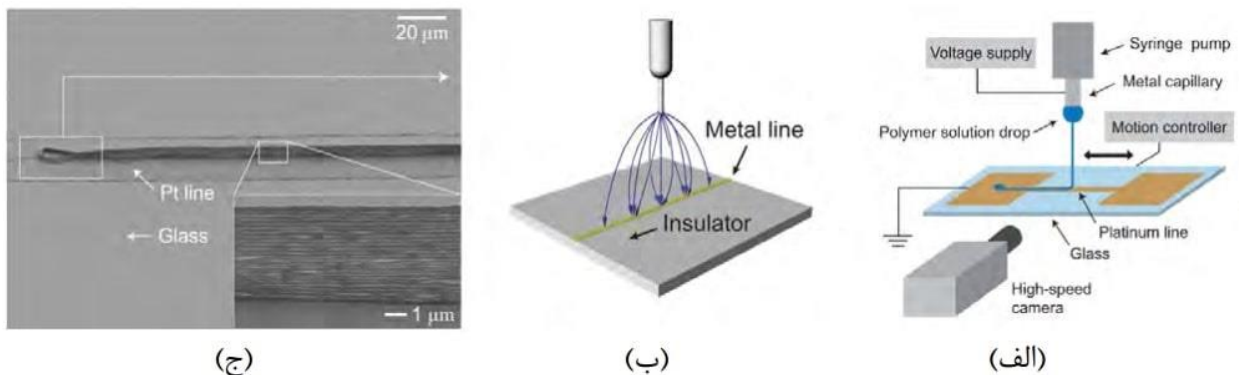 20 μm
Pt line
Glass
1 μm
(ج)
Metal line
Insulator
(ب)
Voltage supply
Syringe pump
Metal capillary
Polymer solution drop
Motion controller
Platinum line
Glass
High-speed
camera
(الف)